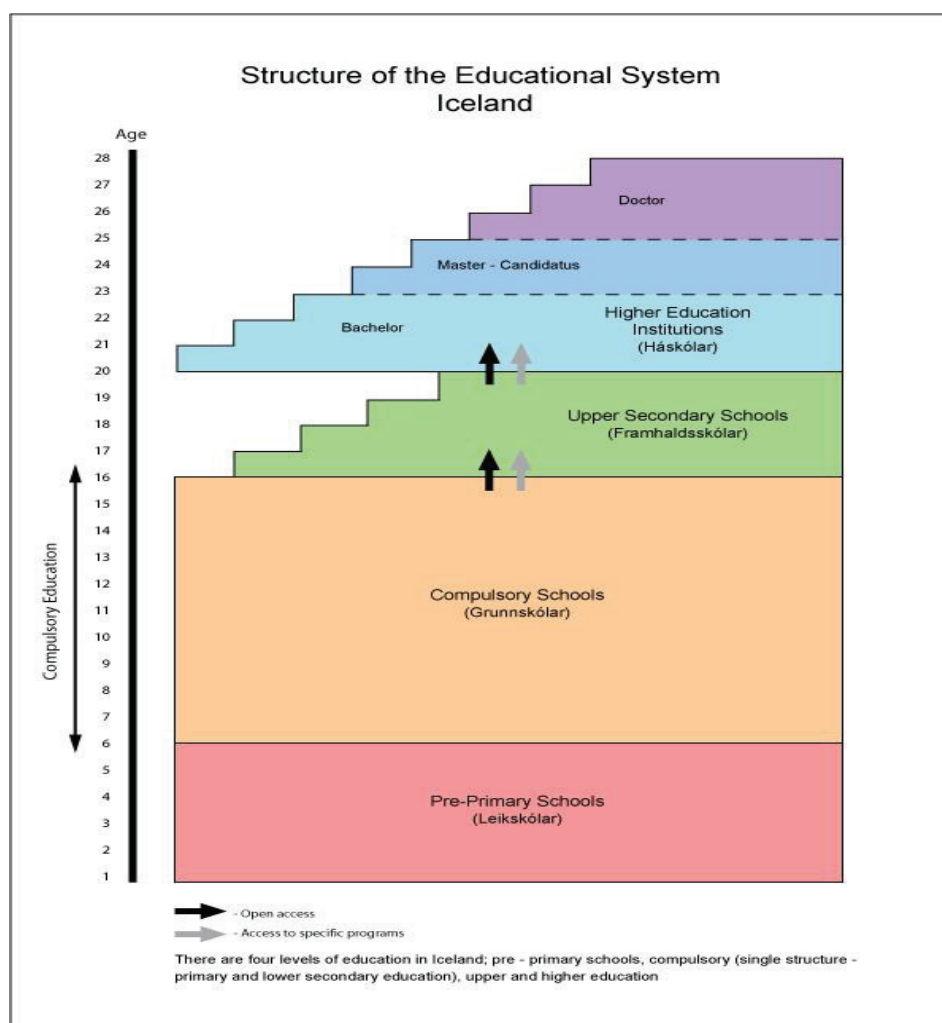 Structure of the Educational System
Iceland
Age
28
27
26
25
24
23
22
21
20
19
18
17
16
15
14
13
12
11
10
9
8
7
6
5
4
3
2
1
Compulsory Education
Doctor
Master - Candidatus
Bachelor
Higher Education
Institutions
(Háskólar)
Upper Secondary Schools
(Framhaldsskólar)
Compulsory Schools
(Grunnskólar)
Pre-Primary Schools
(Leikskólar)
- Open access
- Access to specific programs
There are four levels of education in Iceland; pre - primary schools, compulsory (single structure -
primary and lower secondary education), upper and higher education